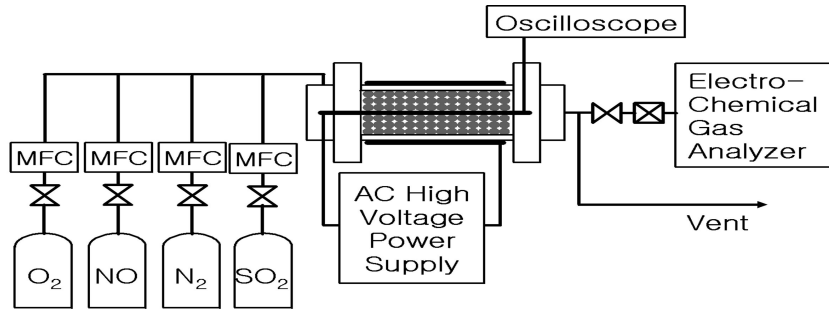 Oscilloscope
Electro-
Chemical
Gas
Analyzer
MFC MFC MFC MFC
AC High
Voltage
Power
Supply
Vent
O₂ NO N₂ SO₂